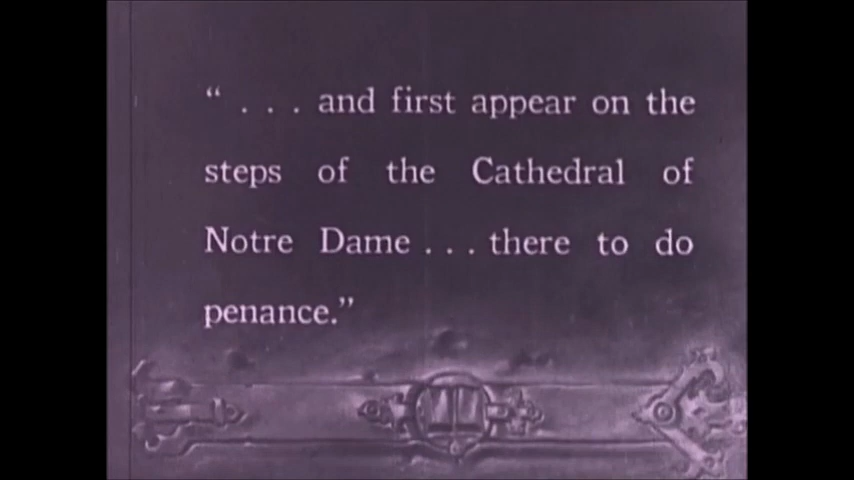 “ . . . and first appear on the
steps of the Cathedral of
Notre Dame . . . there to do
penance.”